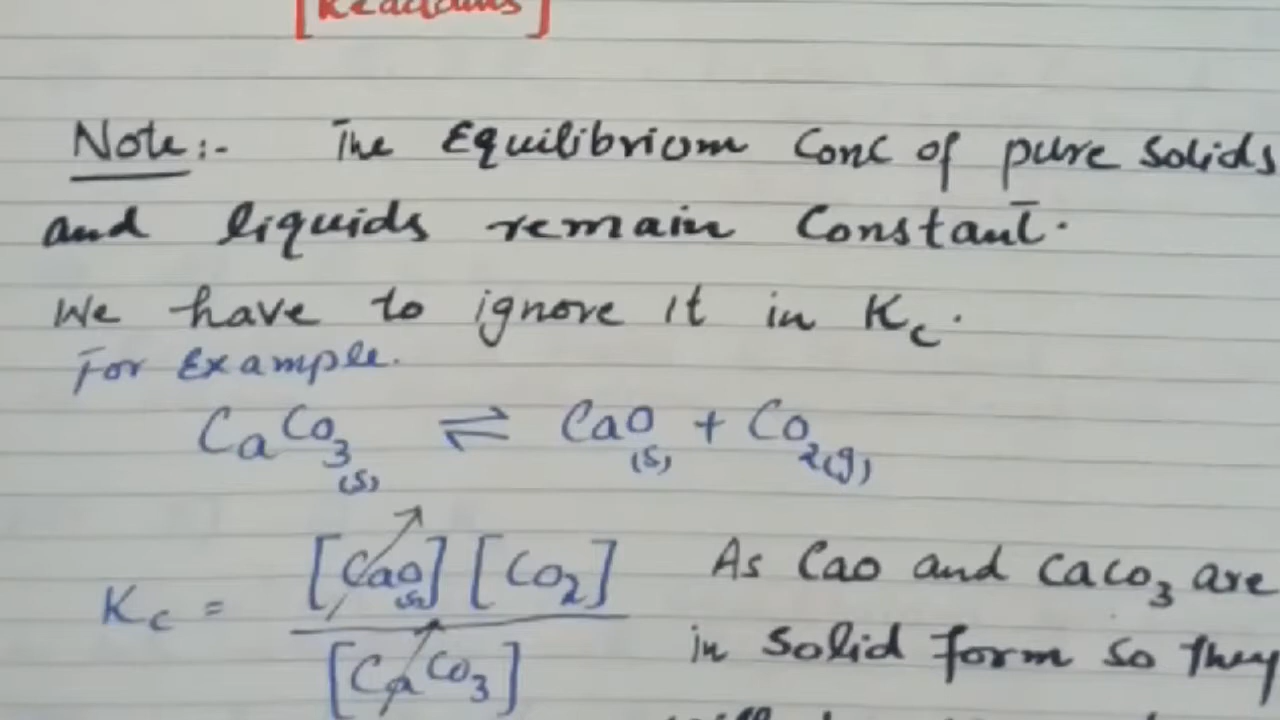 [Reactants]
Note:- The Equilibrium Conc of pure Solids
and liquids remain Constant.
We have to ignore it in Kc.
For Example.
CaCo3(s) ⇌ CaO(s) + Co2(g)
Kc = [CaO(s)] [Co2] / [CaCo3]
As Cao and CaCo3 are
in Solid form so they